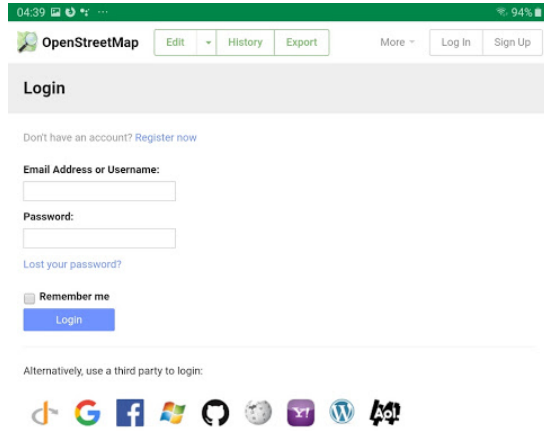 04:39 94%
OpenStreetMap Edit History Export More Log In Sign Up
Login
Don't have an account? Register now
Email Address or Username:
Password:
Lost your password?
Remember me
Login
Alternatively, use a third party to login:
G f Y! W Aol.